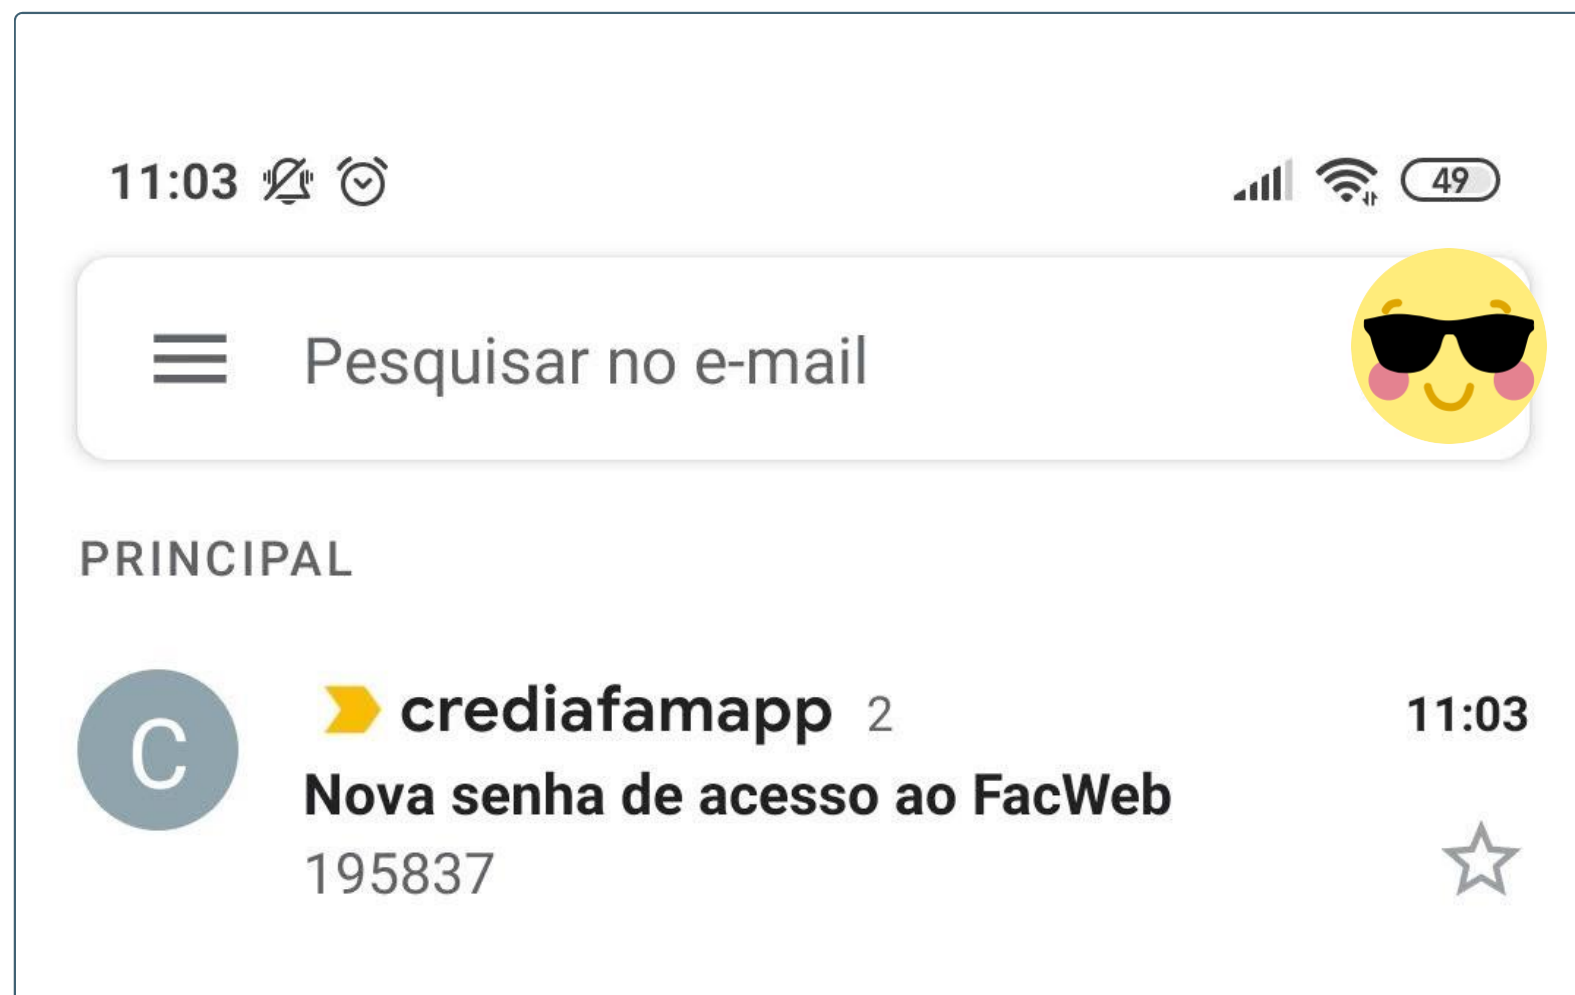 11:03 49
Pesquisar no e-mail
PRINCIPAL
C
crediafamapp 2 11:03
Nova senha de acesso ao FacWeb
195837